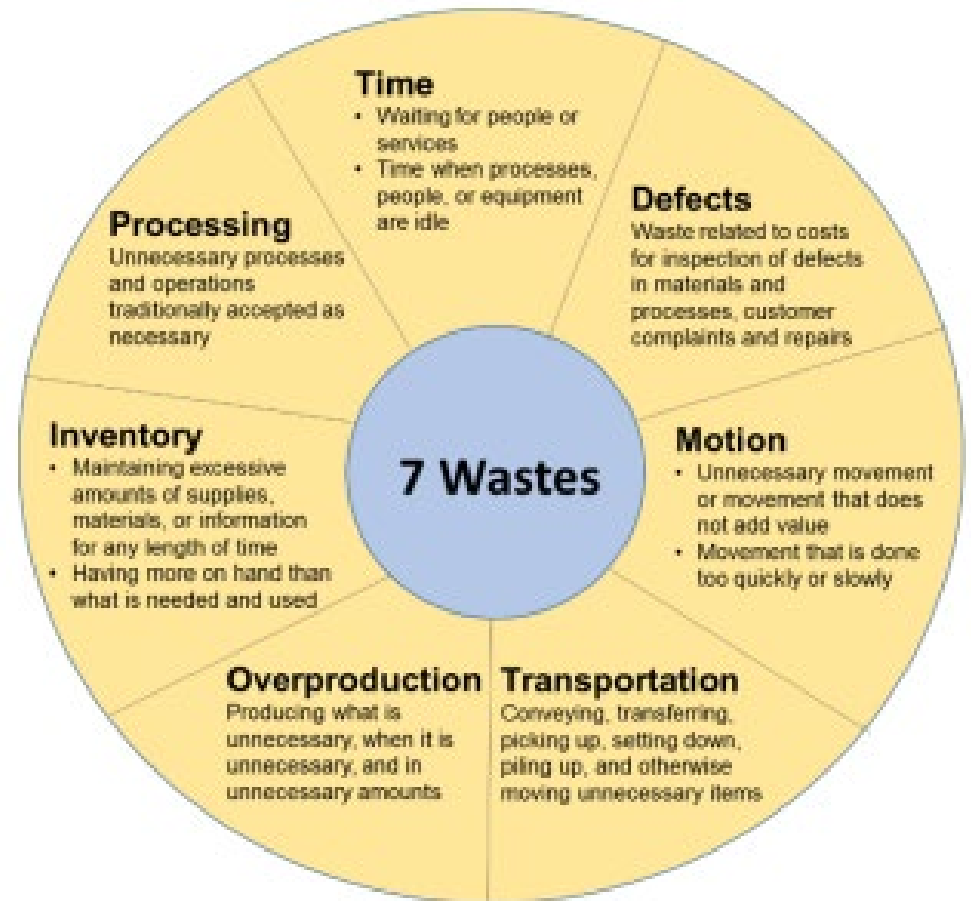 Time
• Waiting for people or
services
• Time when processes,
people, or equipment
are idle
Defects
Waste related to costs
for inspection of defects
in materials and
processes, customer
complaints and repairs
Motion
• Unnecessary movement
or movement that does
not add value
• Movement that is done
too quickly or slowly
Transportation
Conveying, transferring,
picking up, setting down,
piling up, and otherwise
moving unnecessary items
Overproduction
Producing what is
unnecessary, when it is
unnecessary, and in
unnecessary amounts
Inventory
• Maintaining excessive
amounts of supplies,
materials, or information
for any length of time
• Having more on hand than
what is needed and used
Processing
Unnecessary processes
and operations
traditionally accepted as
necessary
7 Wastes